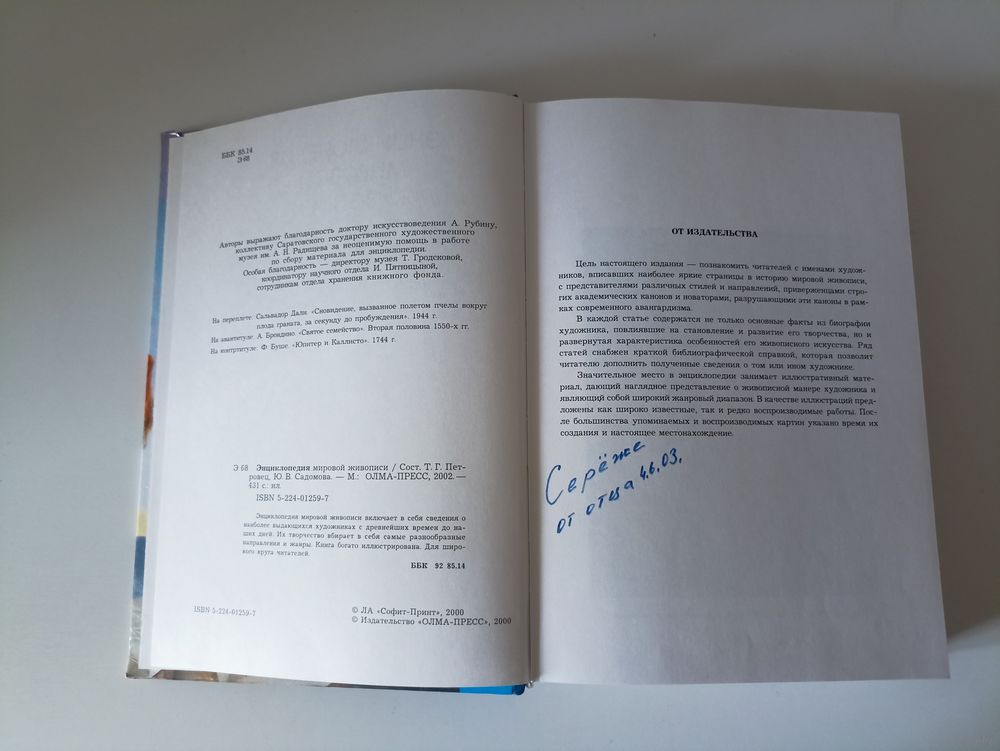 ББК 85.14
Э-68
Авторы выражают благодарность доктору искусствоведения А. Рубину,
коллективу Саратовского государственного художественного
музея им. А. Н. Радищева за неоценимую помощь в работе
по сбору материала для энциклопедии.
Особая благодарность — директору музея Т. Гродсковой,
координатору научного отдела И. Пятницыной,
сотрудникам отдела хранения книжного фонда.
На переплете: Сальвадор Дали. «Сновидение, вызванное полетом пчелы вокруг
плода граната, за секунду до пробуждения». 1944 г.
На авантитуле: А. Бронзино «Святое семейство». Вторая половина 1550-х гг.
На контртитуле: Ф. Буше. «Юпитер и Каллисто». 1744 г.
Э 68 Энциклопедия мировой живописи / Сост. Т. Г. Пет-
ровец, Ю. В. Садомова. — М.: ОЛМА-ПРЕСС, 2002. —
431 с.: ил.
ISBN 5-224-01259-7
Энциклопедия мировой живописи включает в себя сведения о
наиболее выдающихся художниках с древнейших времен до на-
ших дней. Их творчество вбирает в себя самые разнообразные
направления и жанры. Книга богато иллюстрирована. Для широ-
кого круга читателей.
ББК 92 85.14
ISBN 5-224-01259-7
© ЛА «Софит-Принт», 2000
© Издательство «ОЛМА-ПРЕСС», 2000
ОТ ИЗДАТЕЛЬСТВА
Цель настоящего издания — познакомить читателей с именами худож-
ников, вписавших наиболее яркие страницы в историю мировой живописи,
с представителями различных стилей и направлений, приверженцами стро-
гих академических канонов и новаторами, разрушающими эти каноны в рам-
ках современного авангардизма.
В каждой статье содержатся не только основные факты из биографии
художника, повлиявшие на становление и развитие его творчества, но и
развернутая характеристика особенностей его живописного искусства. Ряд
статей снабжен краткой библиографической справкой, которая позволит
читателю дополнить полученные сведения о том или ином художнике.
Значительное место в энциклопедии занимает иллюстративный мате-
риал, дающий наглядное представление о живописной манере художника и
являющий собой широкий жанровый диапазон. В качестве иллюстраций пред-
ложены как широко известные, так и редко воспроизводимые работы. Пос-
ле большинства упоминаемых и воспроизводимых картин указано время их
создания и настоящее местонахождение.
Серёже
от отца 4.6.03.